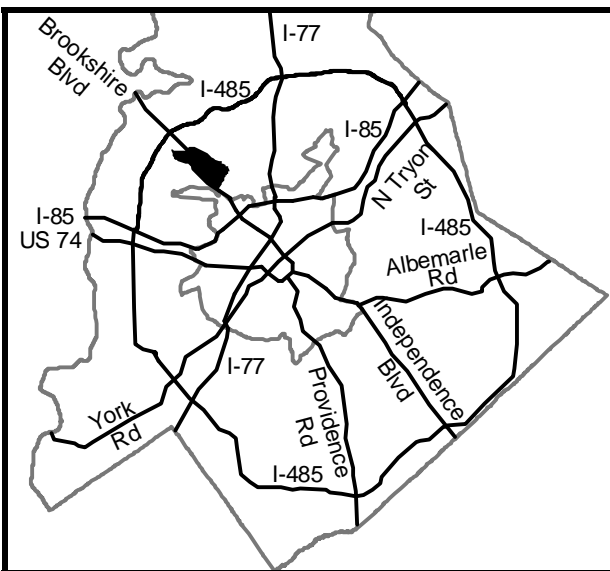 I-77
Brookshire
Blvd
I-485
I-85
N Tryon
St
I-85
US 74
I-485
Albemarle
Rd
Independence
Blvd
I-77
Providence
Rd
York
Rd
I-485